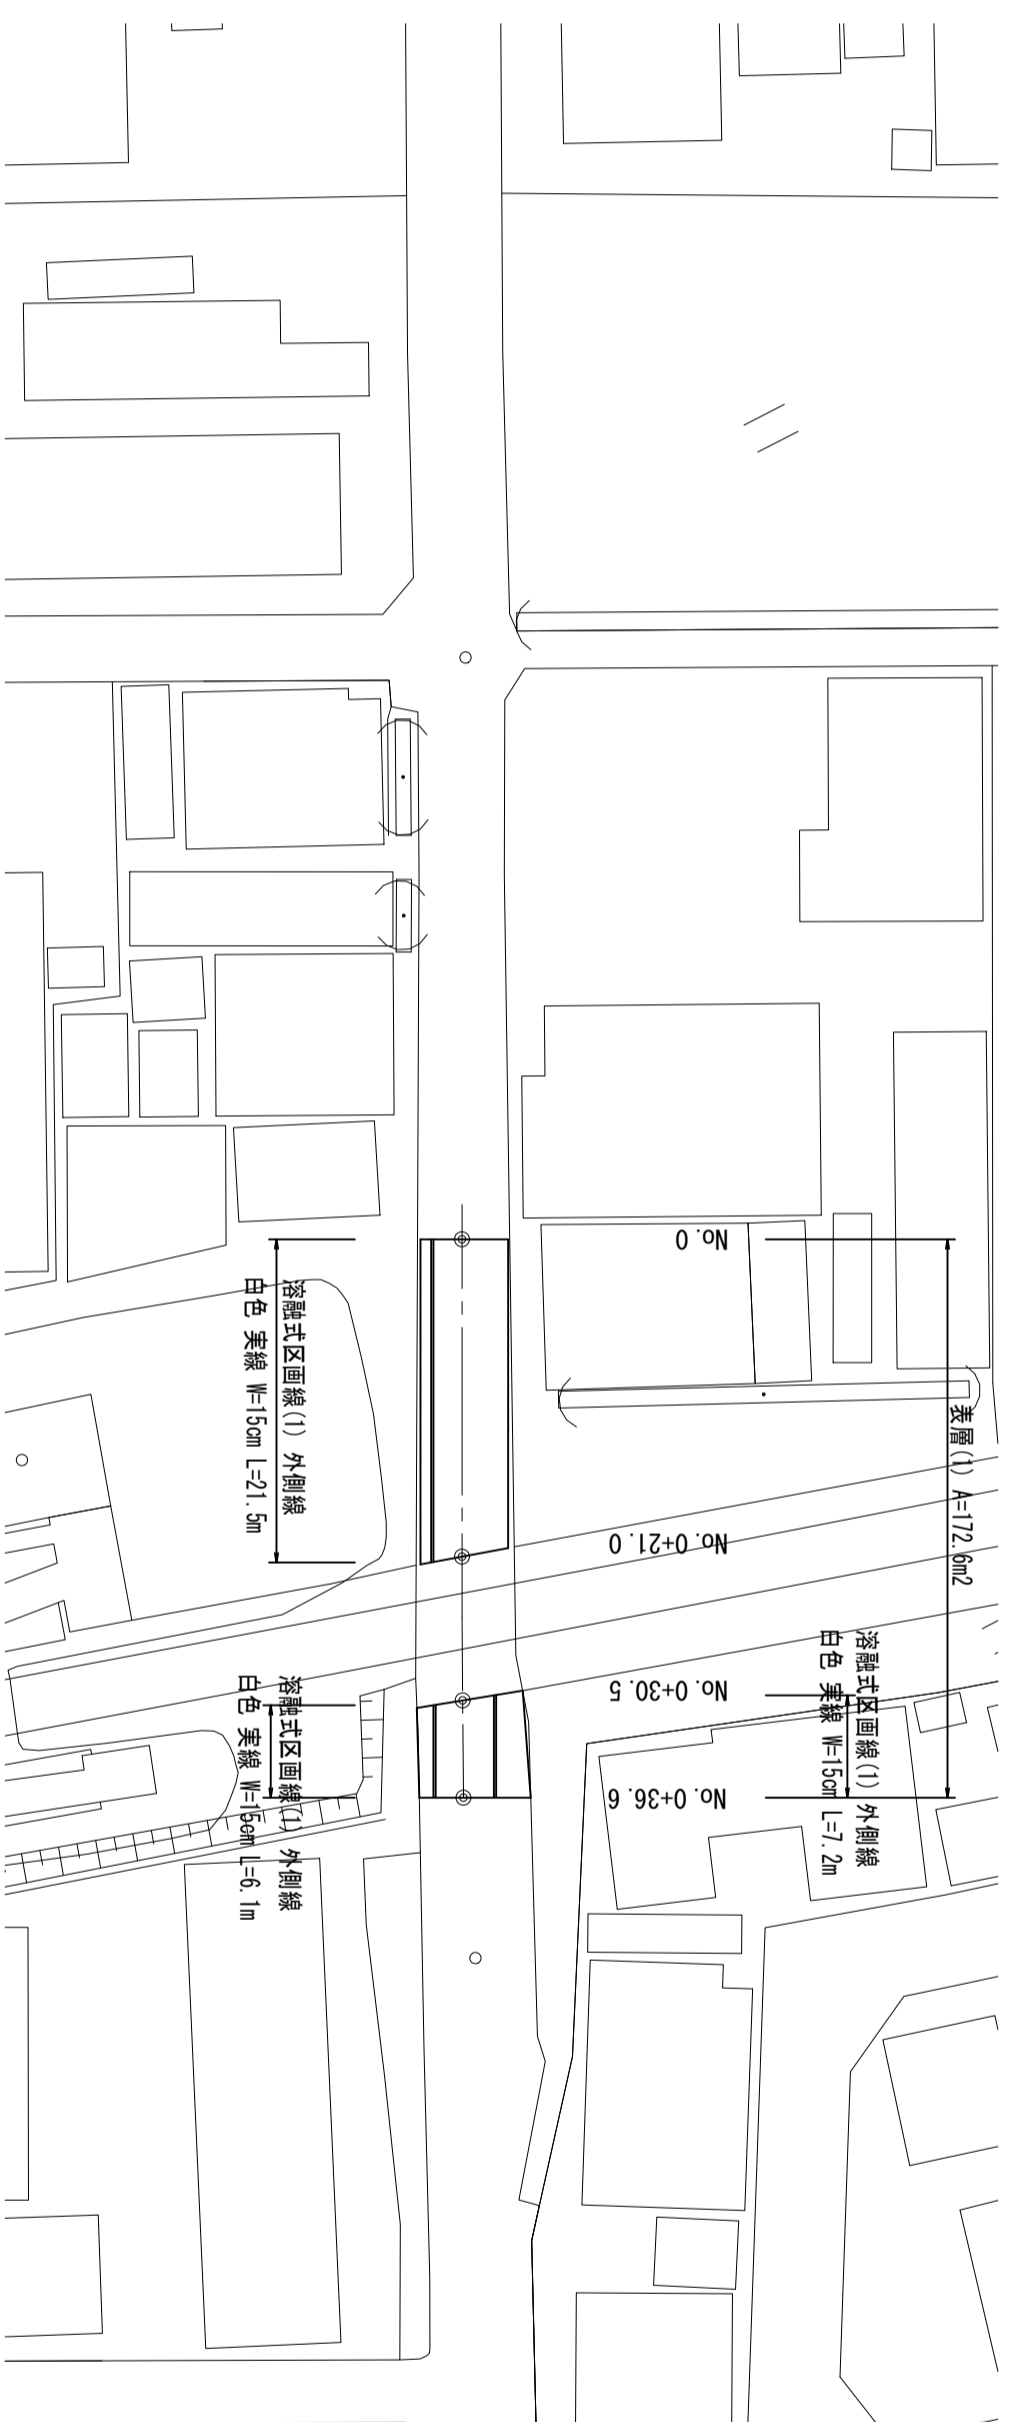 No. 0
溶融式区画線(1) 外側線
白色 実線 W=15cm L=21.5m
表層(1) A=172.6m2
No. 0+21.0
No. 0+30.5
溶融式区画線(1) 外側線
白色 実線 W=15cm L=7.2m
溶融式区画線(1) 外側線
白色 実線 W=15cm L=6.1m
No. 0+36.6